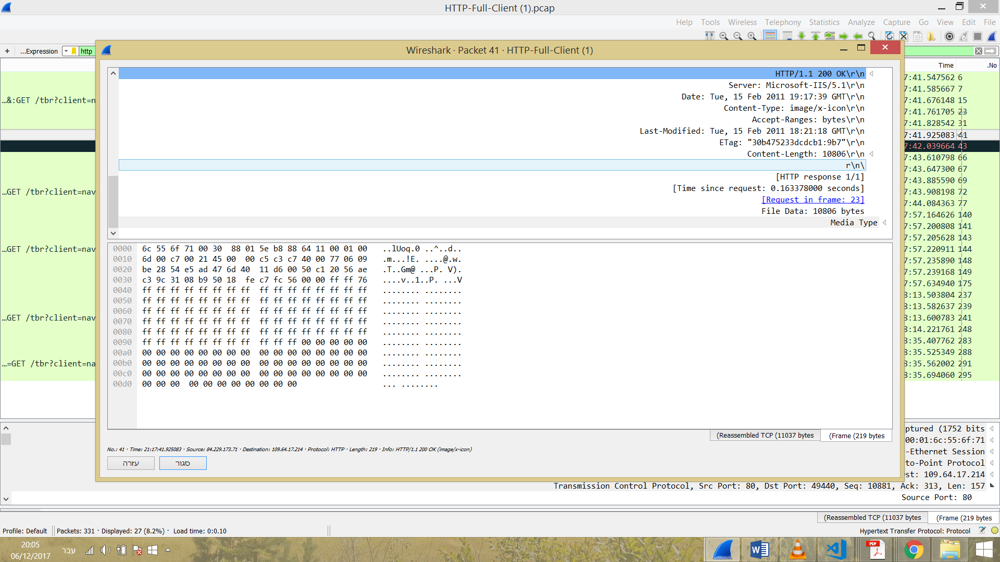 HTTP-Full-Client (1).pcap
Help Tools Wireless Telephony Statistics Analyze Capture Go View Edit File
+ ...Expression http
Wireshark · Packet 41 · HTTP-Full-Client (1)
HTTP/1.1 200 OK\r\n
Server: Microsoft-IIS/5.1\r\n
Date: Tue, 15 Feb 2011 19:17:39 GMT\r\n
Content-Type: image/x-icon\r\n
Accept-Ranges: bytes\r\n
Last-Modified: Tue, 15 Feb 2011 18:21:18 GMT\r\n
ETag: "30b475233dcdcb1:9b7"\r\n
Content-Length: 10806\r\n
r\n\
[HTTP response 1/1]
[Time since request: 0.163378000 seconds]
[Request in frame: 23]
File Data: 10806 bytes
Media Type
0000 6c 55 6f 71 00 30 88 01 5e b8 88 64 11 00 01 00 ..lUoq.0 ..^..d..
0010 6d 00 c7 00 21 45 00 00 c5 c3 c7 40 00 77 06 09 .m...!E. ....@.w.
0020 be 28 54 e5 ad 47 6d 40 11 d6 00 50 c1 20 56 ae .T..Gm@ ...P. V).
0030 c3 9c 31 08 b9 50 18 fe c7 fc 56 00 00 ff ff 76 ....v..1..P. ...V
0040 ff ff ff ff ff ff ff ff ff ff ff ff ff ff ff ff ........ ........
0050 ff ff ff ff ff ff ff ff ff ff ff ff ff ff ff ff ........ ........
0060 ff ff ff ff ff ff ff ff ff ff ff ff ff ff ff ff ........ ........
0070 ff ff ff ff ff ff ff ff ff ff ff ff ff ff ff ff ........ ........
0080 ff ff ff ff ff ff ff ff ff ff ff ff ff ff ff ff ........ ........
0090 ff ff ff ff ff ff ff ff ff ff ff ff 00 00 00 00 00 ........ ........
00a0 00 00 00 00 00 00 00 00 00 00 00 00 00 00 00 00 ........ ........
00b0 00 00 00 00 00 00 00 00 00 00 00 00 00 00 00 00 ........ ........
00c0 00 00 00 00 00 00 00 00 00 00 00 00 00 00 00 00 ........ ........
00d0 00 00 00 00 00 00 00 00 00 00 00 ... ........
(Reassembled TCP (11037 bytes (Frame (219 bytes
No.: 41 · Time: 21:17:41.925083 · Source: 84.229.173.71 · Destination: 109.64.17.214 · Protocol: HTTP · Length: 219 · Info: HTTP/1.1 200 OK (image/x-icon)
עזרה סגור
...&:GET /tbr?client=n
...GET /tbr?client=nav
...GET /tbr?client=nav
...GET /tbr?client=nav
...=GET /tbr?client=na
Time .No
7:41.547562 6
7:41.585667 7
7:41.676148 15
7:41.761705 23
7:41.828542 31
7:41.925083 41
7:42.039664 43
7:43.610798 66
7:43.647300 67
7:43.885590 69
7:43.908198 72
7:44.084363 77
7:57.164626 140
7:57.200808 141
7:57.205628 143
7:57.220911 144
7:57.235890 148
7:57.239168 149
7:57.634940 175
8:13.503804 237
8:13.582637 239
8:13.600783 241
8:14.221761 248
8:35.407762 283
8:35.525349 288
8:35.562002 291
8:35.694060 295
ptured (1752 bits
00:01:6c:55:6f:71
-Ethernet Session
to-Point Protocol
st: 109.64.17.214
Transmission Control Protocol, Src Port: 80, Dst Port: 49440, Seq: 10881, Ack: 313, Len: 157
Source Port: 80
(Reassembled TCP (11037 bytes (Frame (219 bytes
Profile: Default Packets: 331 · Displayed: 27 (8.2%) · Load time: 0:0.10 Hypertext Transfer Protocol: Protocol
20:05
06/12/2017
עבר
PDF